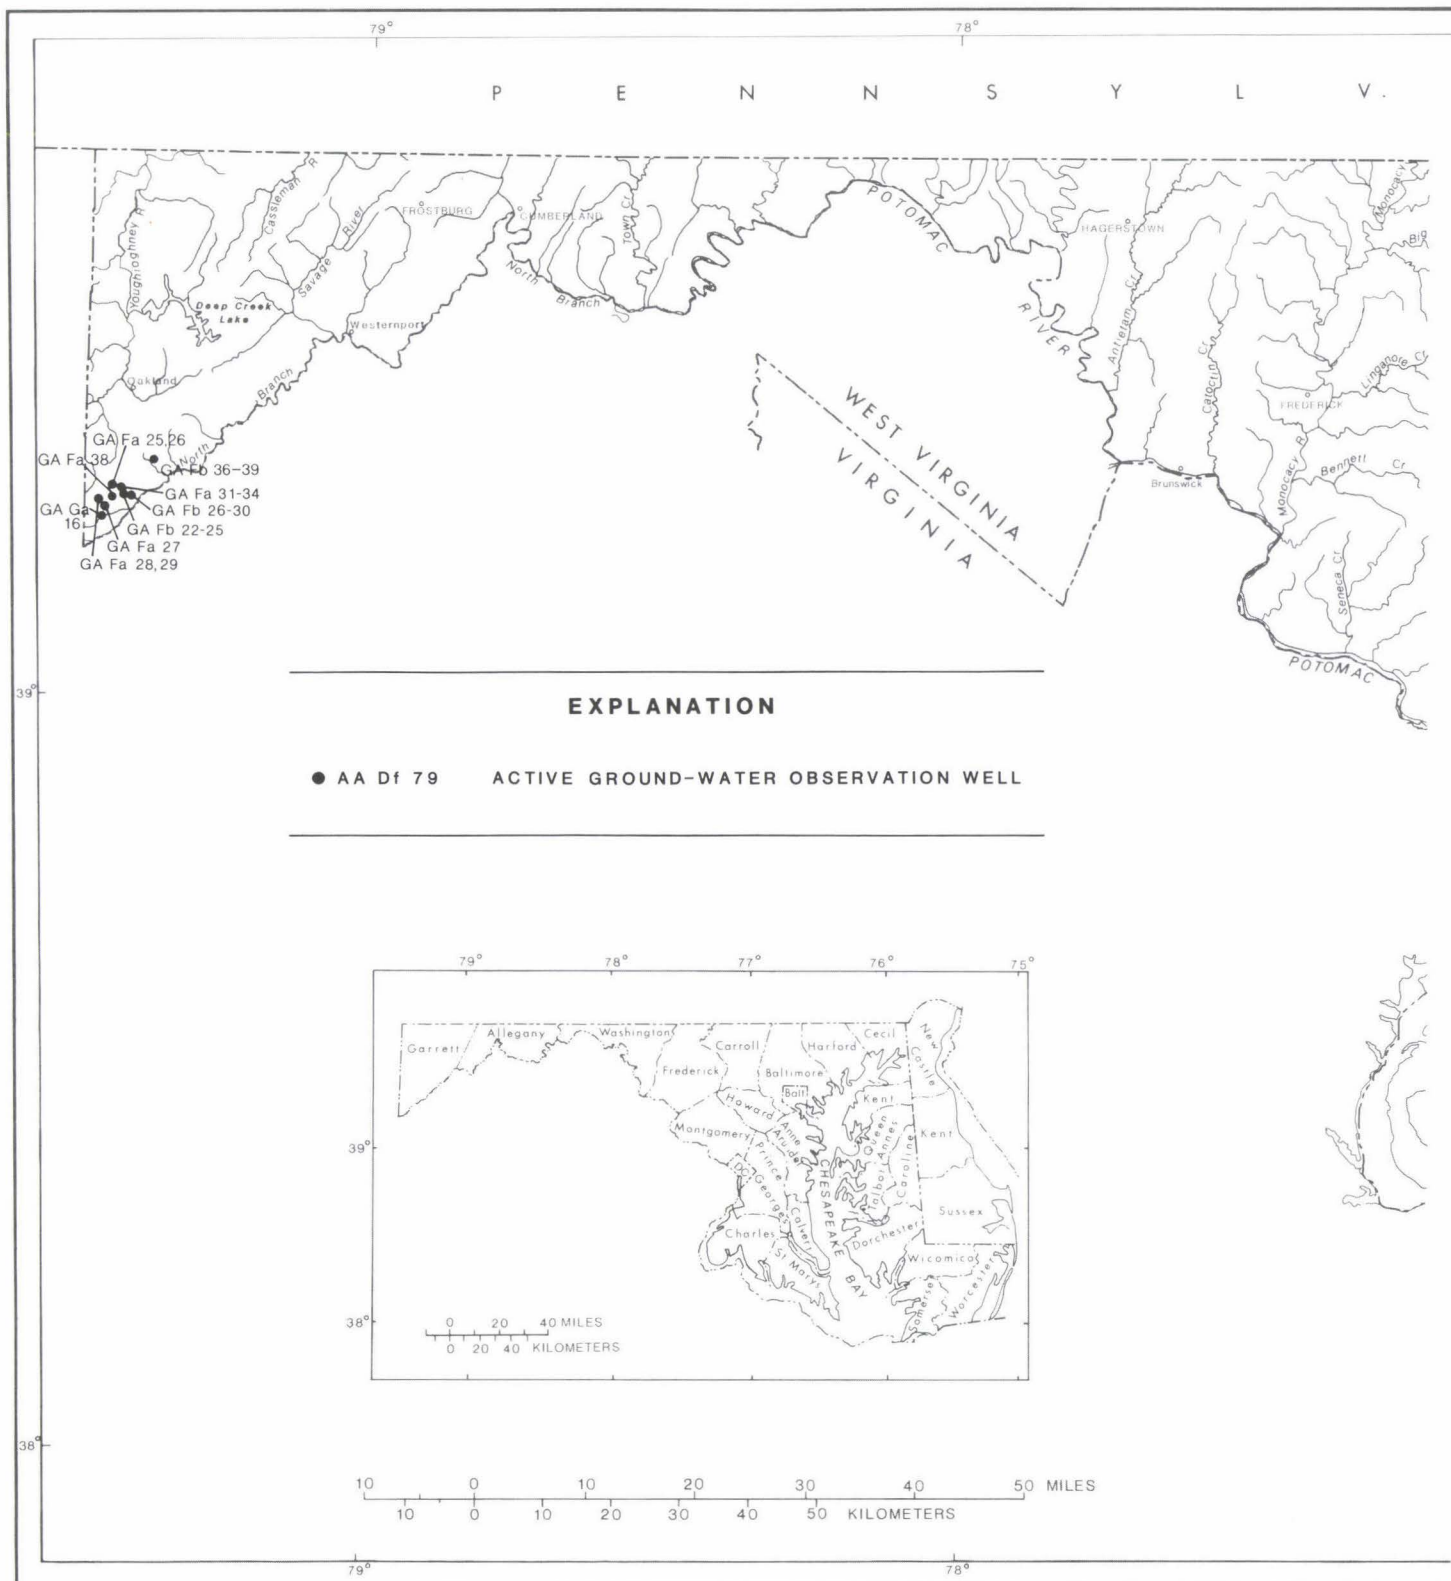 79°
78°
P E N N S Y L V .
Youghiogheny R
Cassleman R
Savage River
FROSTBURG
CUMBERLAND
Town Cr
POTOMAC
HAGERSTOWN
Monocacy
Big
Deep Creek
Lake
North Branch
Westernport
RIVER
Antietam Cr
Catoctin Cr
Linganore Cr
Oakland
North Branch
WEST VIRGINIA
VIRGINIA
FREDERICK
Monocacy R
Bennett Cr
Brunswick
Seneca Cr
POTOMAC
GA Fa 25,26
GA Fa 38
GA Fb 36–39
GA Fa 31-34
GA Ga
16
GA Fb 26-30
GA Fb 22-25
GA Fa 27
GA Fa 28,29
39°
EXPLANATION
AA Df 79 ACTIVE GROUND–WATER OBSERVATION WELL
79° 78° 77° 76° 75°
Garrett
Allegany
Washington
Frederick
Carroll
Baltimore
Balt
Harford
Cecil
New Castle
Howard
Kent
Kent
Montgomery
Anne Arundel
Queen Annes
39°
DC
Prince Georges
CHESAPEAKE BAY
Talbot
Caroline
Sussex
Charles
Calvert
Dorchester
St Marys
Wicomico
Somerset
Worcester
38°
0 20 40 MILES
0 20 40 KILOMETERS
38°
10 0 10 20 30 40 50 MILES
10 0 10 20 30 40 50 KILOMETERS
79°
78°